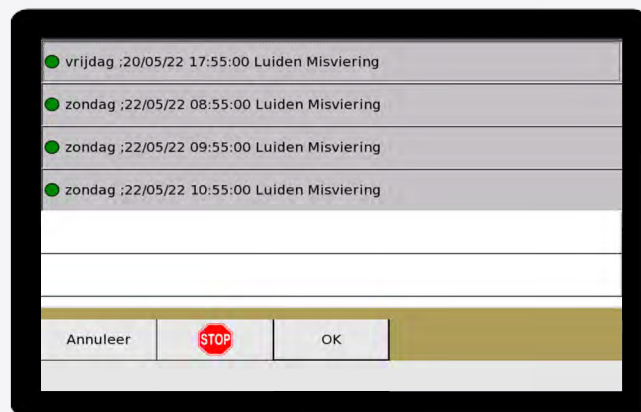 vrijdag ;20/05/22 17:55:00 Luiden Misviering
zondag ;22/05/22 08:55:00 Luiden Misviering
zondag ;22/05/22 09:55:00 Luiden Misviering
zondag ;22/05/22 10:55:00 Luiden Misviering
Annuleer STOP OK